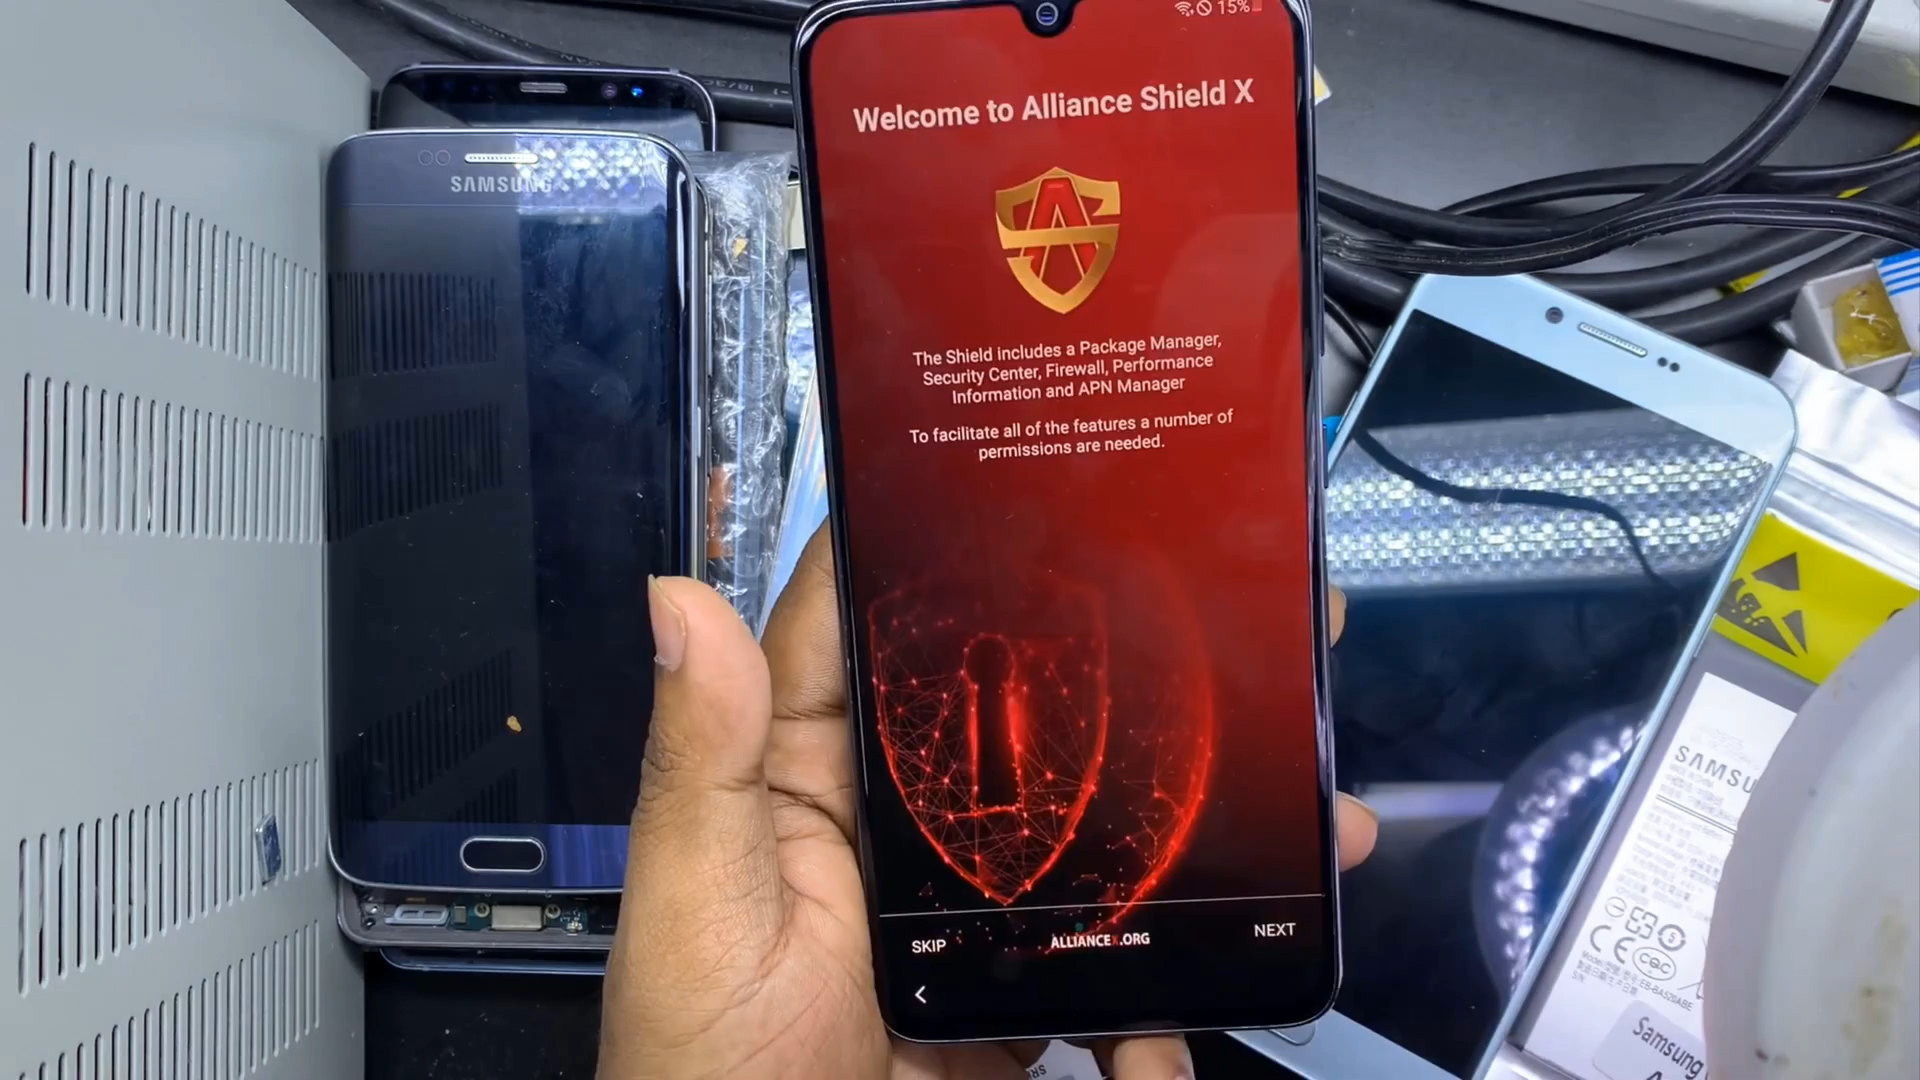 15%
Welcome to Alliance Shield X
The Shield includes a Package Manager,
Security Center, Firewall, Performance
Information and APN Manager
To facilitate all of the features a number of
permissions are needed.
SKIP
ALLIANCEX.ORG
NEXT
SAMSUNG
SAMSU
EB-BA520ABE
Samsung